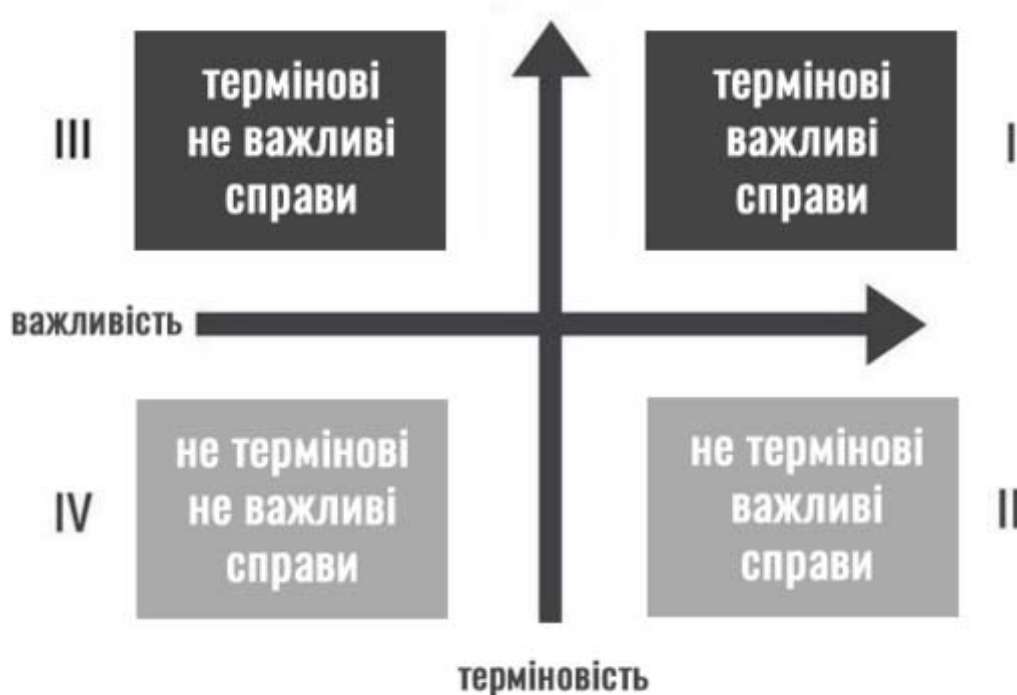 III
терміново
не важливі
справи
термінові
важливі
справи
I
важливість
IV
не термінові
не важливі
справи
не термінові
важливі
справи
II
терміновість